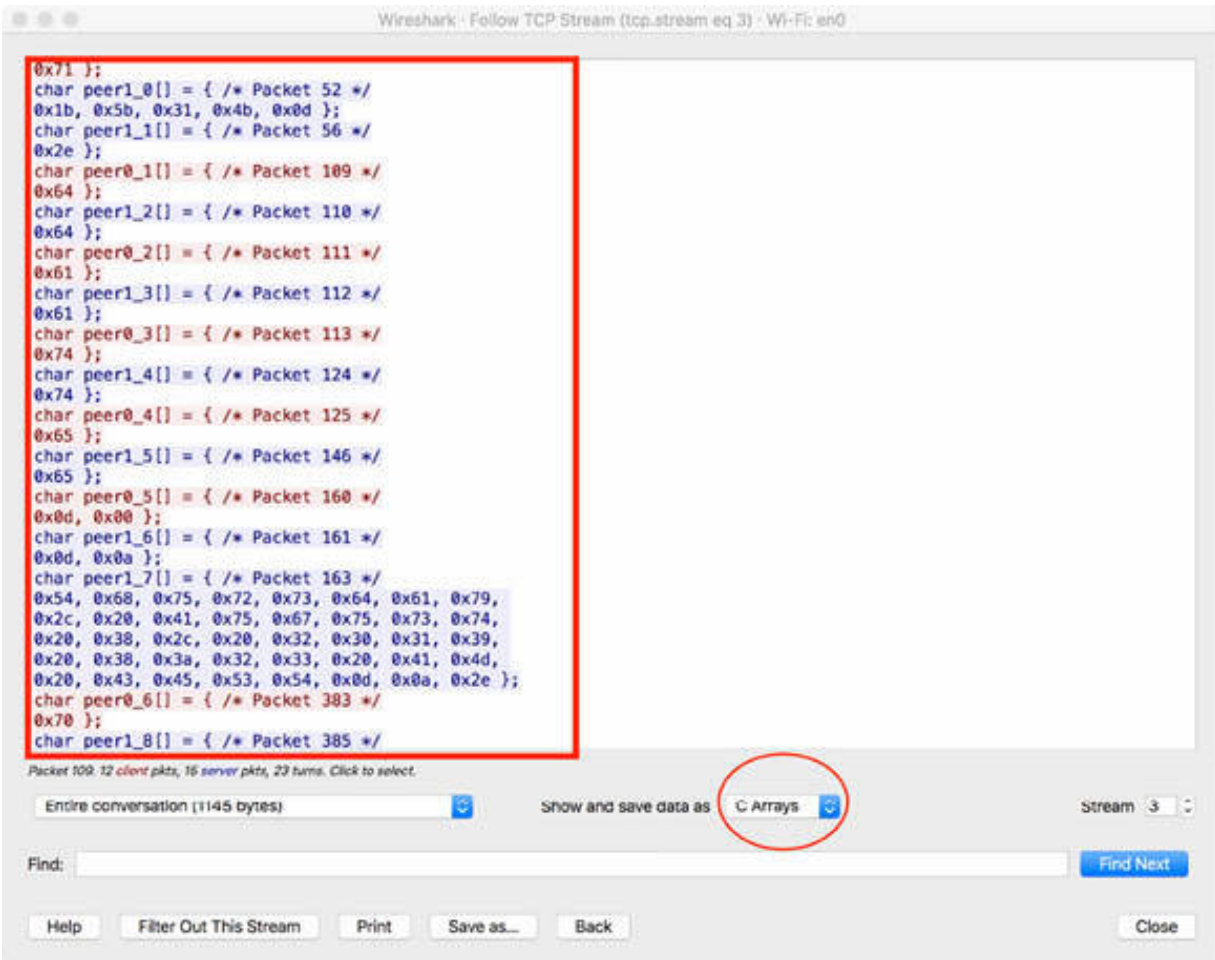 Wireshark · Follow TCP Stream (tcp.stream eq 3) · Wi-Fi: en0
0x71 };
char peer1_0[] = { /* Packet 52 */
0x1b, 0x5b, 0x31, 0x4b, 0x0d };
char peer1_1[] = { /* Packet 56 */
0x2e };
char peer0_1[] = { /* Packet 109 */
0x64 };
char peer1_2[] = { /* Packet 110 */
0x64 };
char peer0_2[] = { /* Packet 111 */
0x61 };
char peer1_3[] = { /* Packet 112 */
0x61 };
char peer0_3[] = { /* Packet 113 */
0x74 };
char peer1_4[] = { /* Packet 124 */
0x74 };
char peer0_4[] = { /* Packet 125 */
0x65 };
char peer1_5[] = { /* Packet 146 */
0x65 };
char peer0_5[] = { /* Packet 160 */
0x0d, 0x00 };
char peer1_6[] = { /* Packet 161 */
0x0d, 0x0a };
char peer1_7[] = { /* Packet 163 */
0x54, 0x68, 0x75, 0x72, 0x73, 0x64, 0x61, 0x79,
0x2c, 0x20, 0x41, 0x75, 0x67, 0x75, 0x73, 0x74,
0x20, 0x38, 0x2c, 0x20, 0x32, 0x30, 0x31, 0x39,
0x20, 0x38, 0x3a, 0x32, 0x33, 0x20, 0x41, 0x4d,
0x20, 0x43, 0x45, 0x53, 0x54, 0x0d, 0x0a, 0x2e };
char peer0_6[] = { /* Packet 383 */
0x70 };
char peer1_8[] = { /* Packet 385 */
Packet 109. 12 client pkts, 16 server pkts, 23 turns. Click to select.
Entire conversation (1145 bytes) Show and save data as C Arrays Stream 3
Find: Find Next
Help Filter Out This Stream Print Save as... Back Close